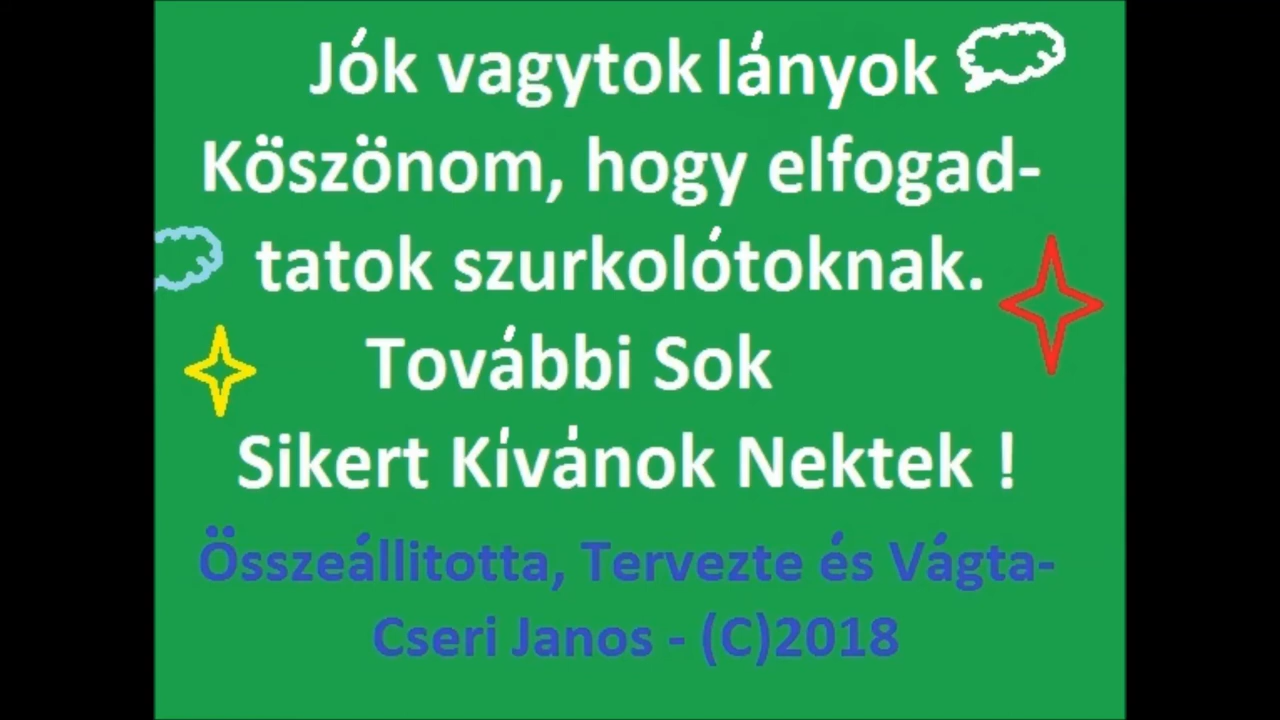 Jók vagytok lányok
Köszönom, hogy elfogad-
tatok szurkolótoknak.
További Sok
Sikert Kívánok Nektek !
Összeállitotta, Tervezte és Vágta-
Cseri Janos - (C)2018